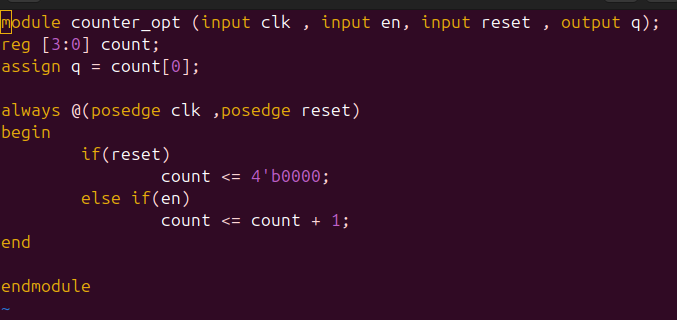 module counter_opt (input clk , input en, input reset , output q);
reg [3:0] count;
assign q = count[0];
always @(posedge clk ,posedge reset)
begin
if(reset)
count <= 4'b0000;
else if(en)
count <= count + 1;
end
endmodule
~